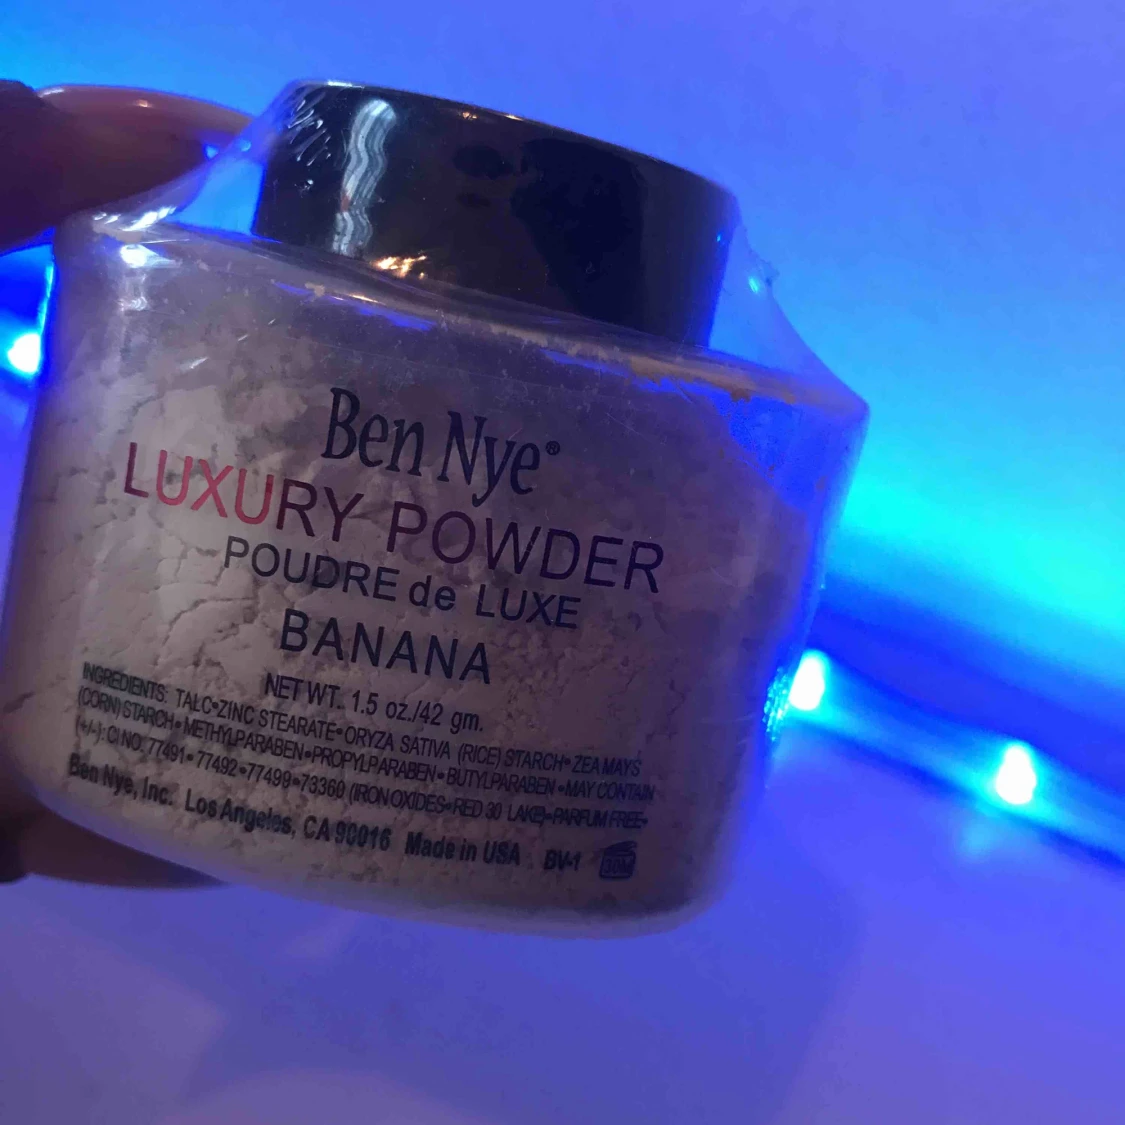 Ben Nye®
LUXURY POWDER
POUDRE de LUXE
BANANA
NET WT. 1.5 oz./42 gm.
INGREDIENTS: TALC•ZINC STEARATE•ORYZA SATIVA (RICE) STARCH•ZEA MAYS
(CORN) STARCH•METHYLPARABEN•PROPYLPARABEN•BUTYLPARABEN•MAY CONTAIN
(+/-): CI NO. 77491•77492•77499•73360 (IRON OXIDES•RED 30 LAKE)•PARFUM FREE•
Ben Nye, Inc. Los Angeles, CA 90016 Made in USA BV-1 30M